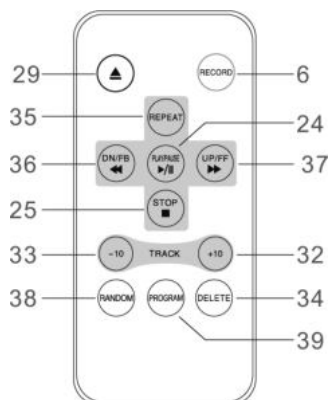 29 RECORD 6
35 REPEAT 24
36 DN/FB PLAY/PAUSE UP/FF 37
25 STOP
33 -10 TRACK +10 32
38 RANDOM PROGRAM DELETE 34
39